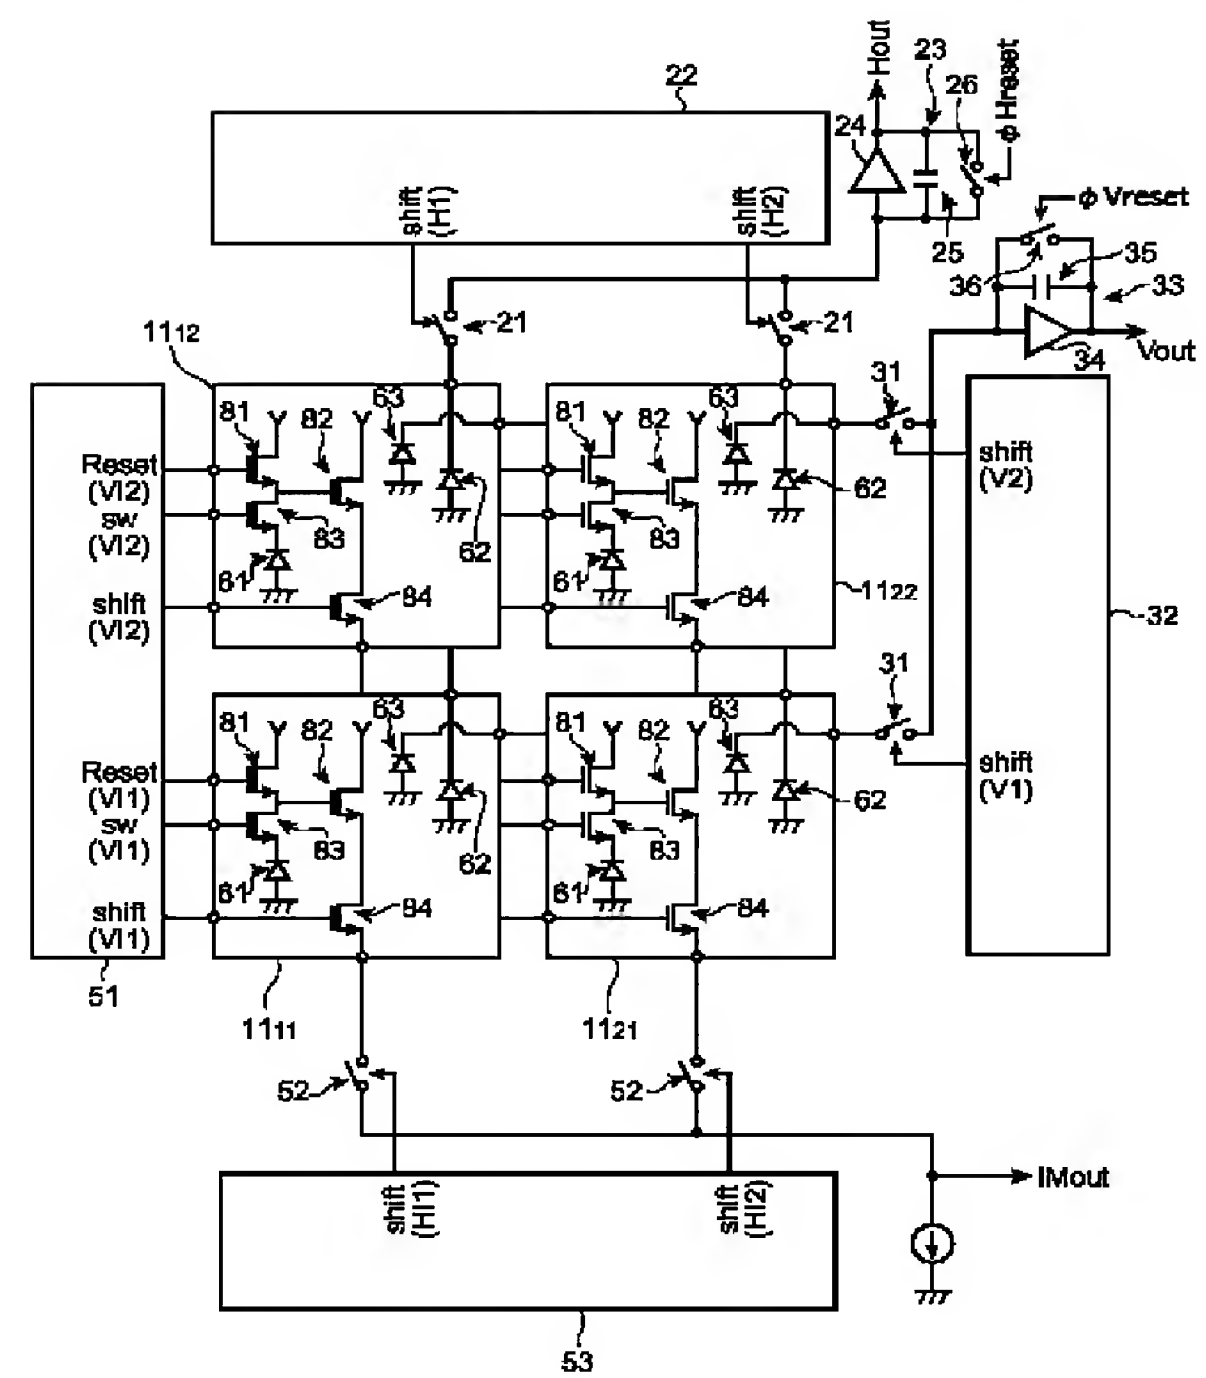 Hout
23
26
ϕ Hreset
22
24
25
shift
(H1)
shift
(H2)
ϕ Vreset
36
35
33
34
Vout
21
21
1112
31
81
82
63
81
82
63
Reset
(VI2)
sw
(VI2)
shift
(VI2)
83
61
62
84
83
61
62
84
1122
shift
(V2)
32
31
81
82
63
81
82
63
Reset
(VI1)
sw
(VI1)
shift
(VI1)
83
61
62
84
83
61
62
84
shift
(V1)
51
1111
1121
52
52
shift
(HI1)
shift
(HI2)
IMout
53